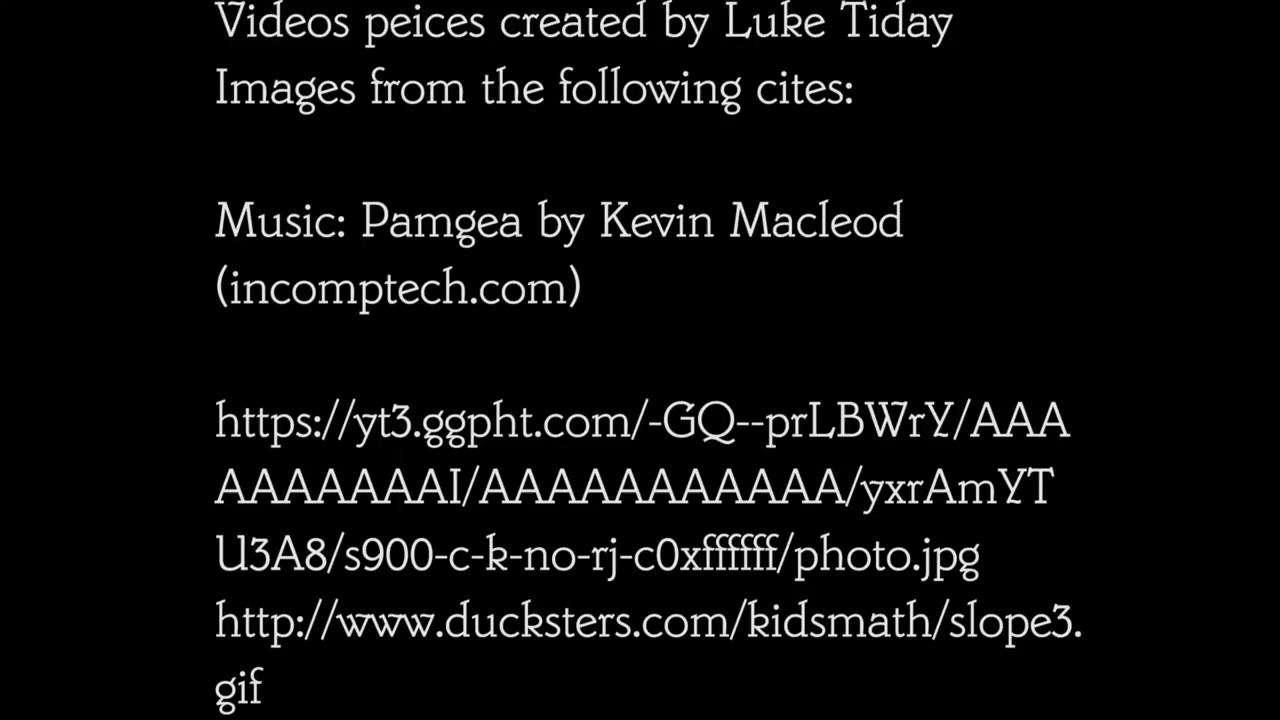 Videos peices created by Luke Tiday
Images from the following cites:
Music: Pamgea by Kevin Macleod
(incomptech.com)
https://yt3.ggpht.com/-GQ--prLBWrY/AAA
AAAAAAAI/AAAAAAAAAAA/yxrAmYT
U3A8/s900-c-k-no-rj-c0xffffff/photo.jpg
http://www.ducksters.com/kidsmath/slope3.
gif